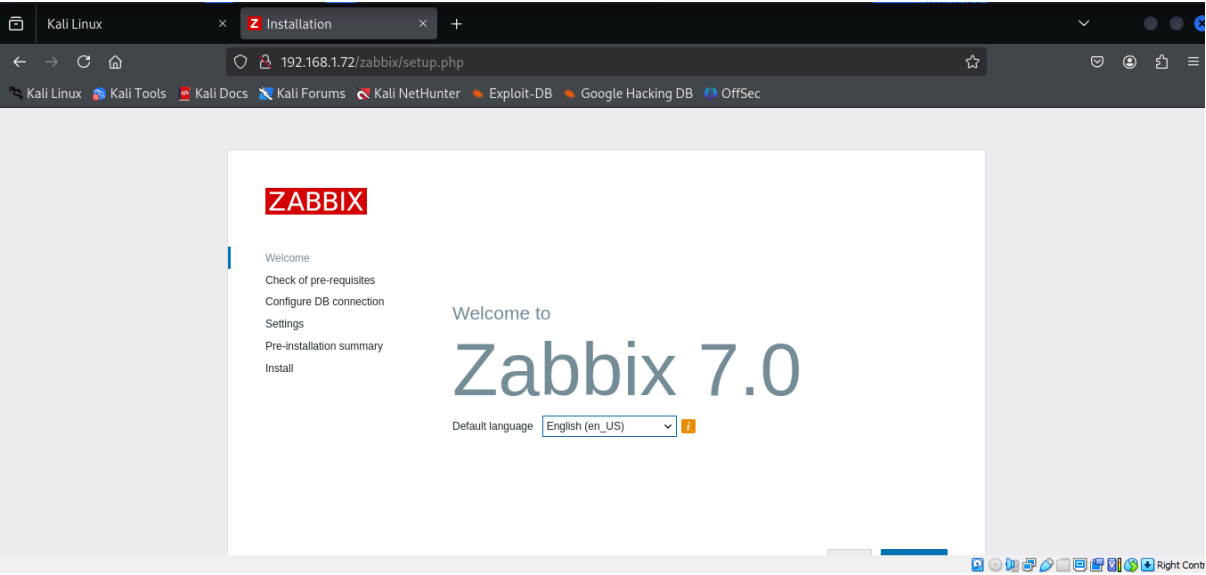 Kali Linux
Z Installation
192.168.1.72/zabbix/setup.php
Kali Linux Kali Tools Kali Docs Kali Forums Kali NetHunter Exploit-DB Google Hacking DB OffSec
ZABBIX
Welcome
Check of pre-requisites
Configure DB connection
Settings
Pre-installation summary
Install
Welcome to
Zabbix 7.0
Default language English (en_US) i
Right Contr